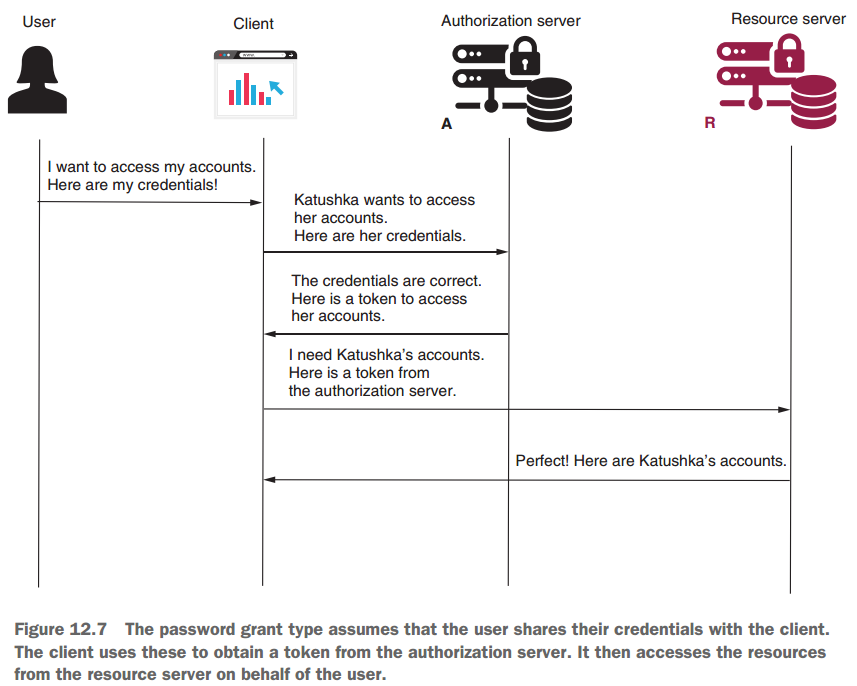 User
Client
Authorization server
Resource server
www.
A
R
I want to access my accounts.
Here are my credentials!
Katushka wants to access
her accounts.
Here are her credentials.
The credentials are correct.
Here is a token to access
her accounts.
I need Katushka's accounts.
Here is a token from
the authorization server.
Perfect! Here are Katushka's accounts.
Figure 12.7 The password grant type assumes that the user shares their credentials with the client.
The client uses these to obtain a token from the authorization server. It then accesses the resources
from the resource server on behalf of the user.